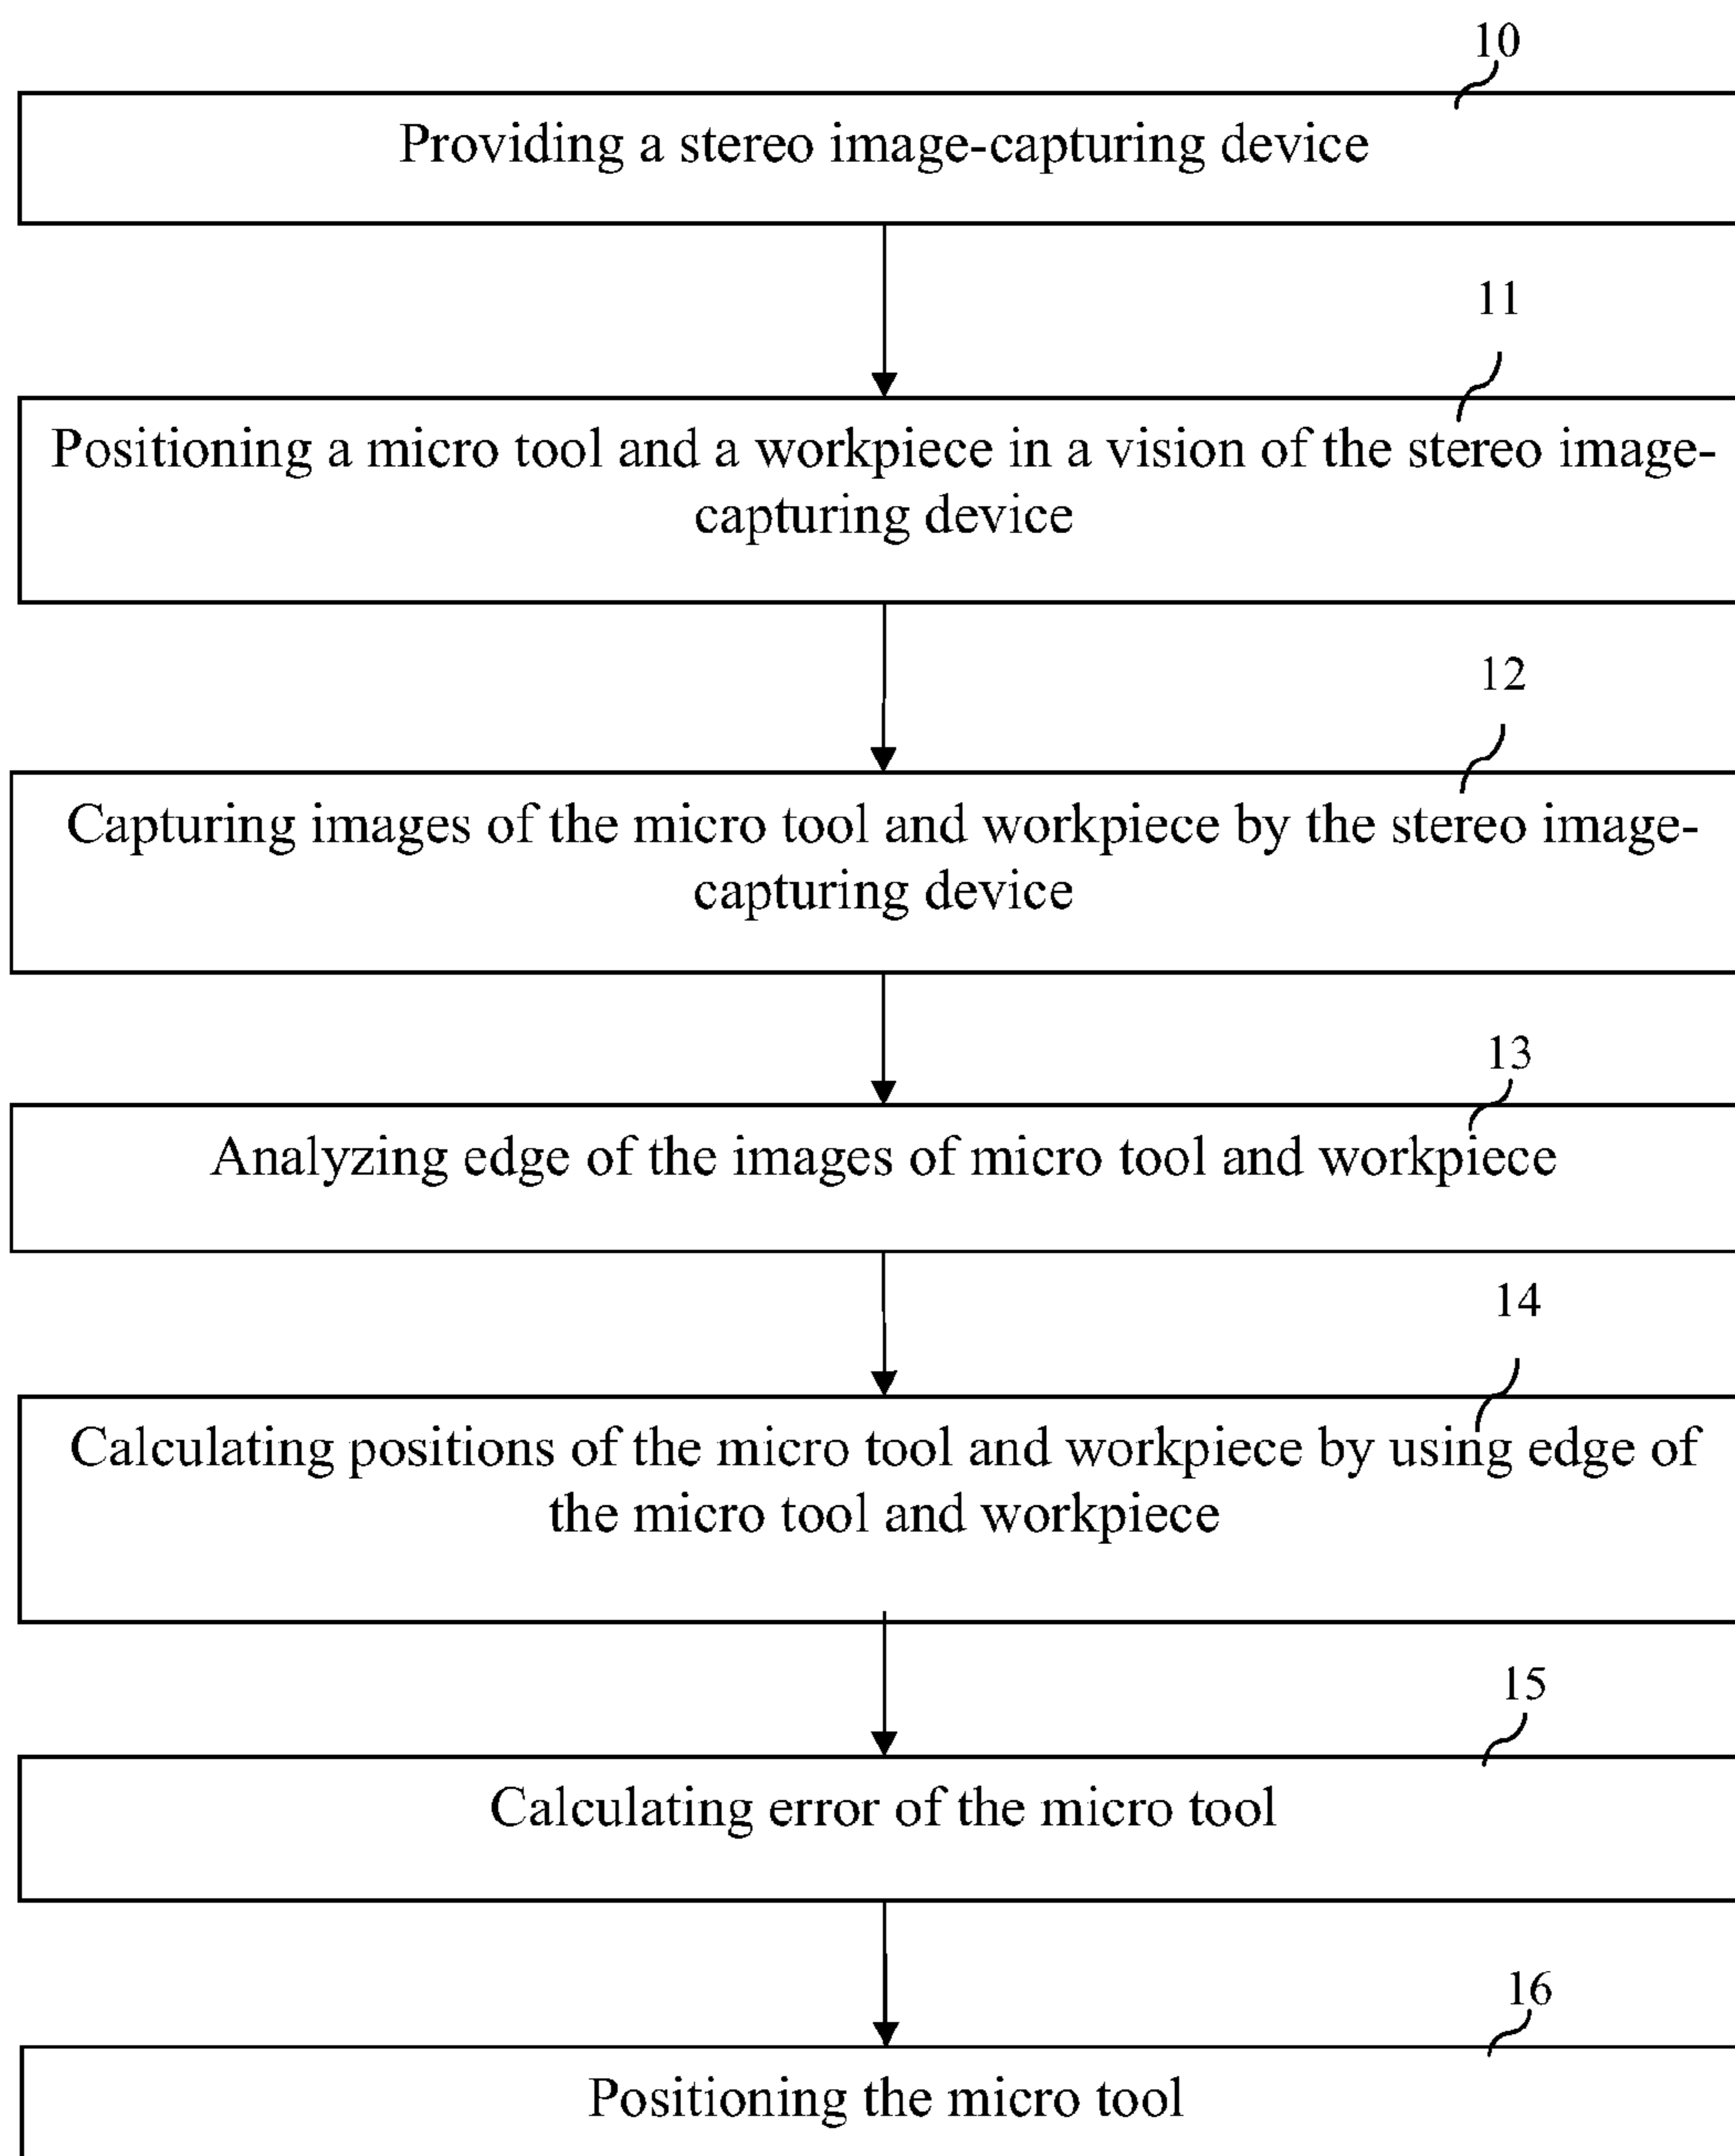 10
Providing a stereo image-capturing device
11
Positioning a micro tool and a workpiece in a vision of the stereo image-
capturing device
12
Capturing images of the micro tool and workpiece by the stereo image-
capturing device
13
Analyzing edge of the images of micro tool and workpiece
14
Calculating positions of the micro tool and workpiece by using edge of
the micro tool and workpiece
15
Calculating error of the micro tool
16
Positioning the micro tool